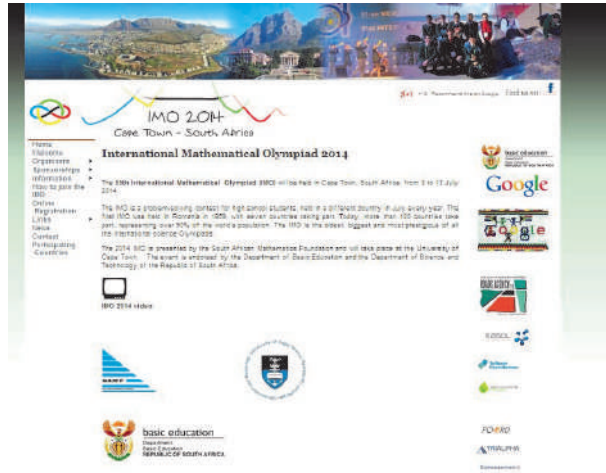 Find us on
IMO 2014
Cape Town - South Africa
Home
Welcome
Organisers
Sponsorships
Information
How to join the
IMO
Online
Registration
Links
News
Contact
Participating
Countries
International Mathematical Olympiad 2014
The 55th International Mathematical Olympiad (IMO) will be held in Cape Town, South Africa, from 3 to 13 July
2014.
The IMO is a problem-solving contest for high school students, held in a different country in July every year. The
first IMO was held in Romania in 1959, with seven countries taking part. Today, more than 100 countries take
part, representing over 90% of the world's population. The IMO is the oldest, biggest and most prestigious of all
the international science Olympiads.
The 2014 IMO is presented by the South African Mathematics Foundation and will take place at the University of
Cape Town. The event is endorsed by the Department of Basic Education and the Department of Science and
Technology of the Republic of South Africa.
IMO 2014 video
SAMF
basic education
Department:
Basic Education
REPUBLIC OF SOUTH AFRICA
basic education
Google